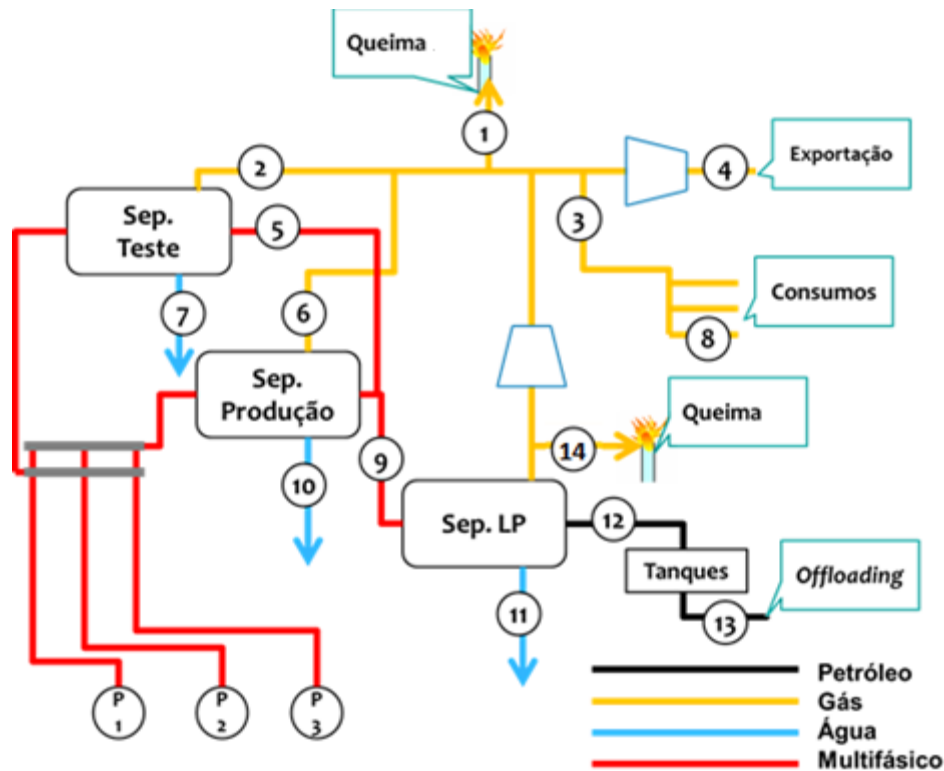 Queima
1
2
4
Exportação
3
Sep.
Teste
5
7
6
Consumos
8
Sep.
Produção
Queima
14
9
10
Sep. LP
12
Tanques
Offloading
11
13
P
1
P
2
P
3
Petróleo
Gás
Água
Multifásico